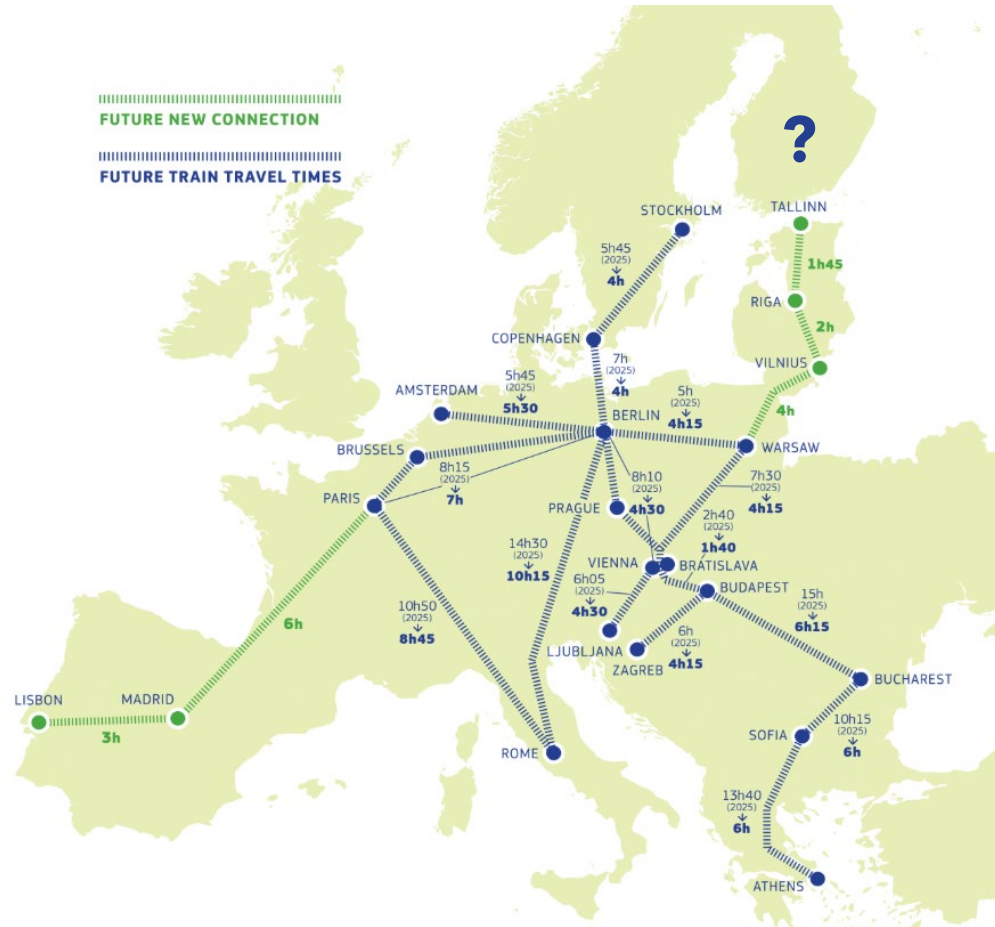 FUTURE NEW CONNECTION
FUTURE TRAIN TRAVEL TIMES
?
STOCKHOLM
TALLINN
5h45
(2025)
4h
1h45
RIGA
2h
COPENHAGEN
VILNIUS
7h
(2025)
4h
AMSTERDAM
5h45
(2025)
5h30
BERLIN
5h
(2025)
4h15
4h
BRUSSELS
WARSAW
8h15
(2025)
7h
8h10
(2025)
4h30
7h30
(2025)
4h15
PARIS
PRAGUE
2h40
(2025)
1h40
14h30
(2025)
10h15
VIENNA
BRATISLAVA
BUDAPEST
6h05
(2025)
4h30
15h
(2025)
6h15
10h50
(2025)
8h45
6h
6h
(2025)
4h15
LJUBLJANA
ZAGREB
BUCHAREST
LISBON
MADRID
3h
10h15
(2025)
6h
SOFIA
ROME
13h40
(2025)
6h
ATHENS